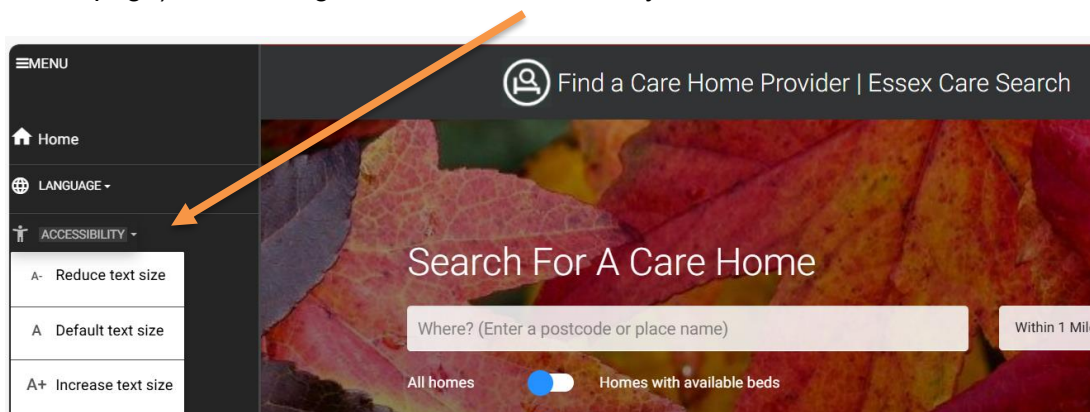 MENU
Find a Care Home Provider | Essex Care Search
Home
LANGUAGE
ACCESSIBILITY
A- Reduce text size
A Default text size
A+ Increase text size
Search For A Care Home
Where? (Enter a postcode or place name)
Within 1
All homes
Homes with available beds